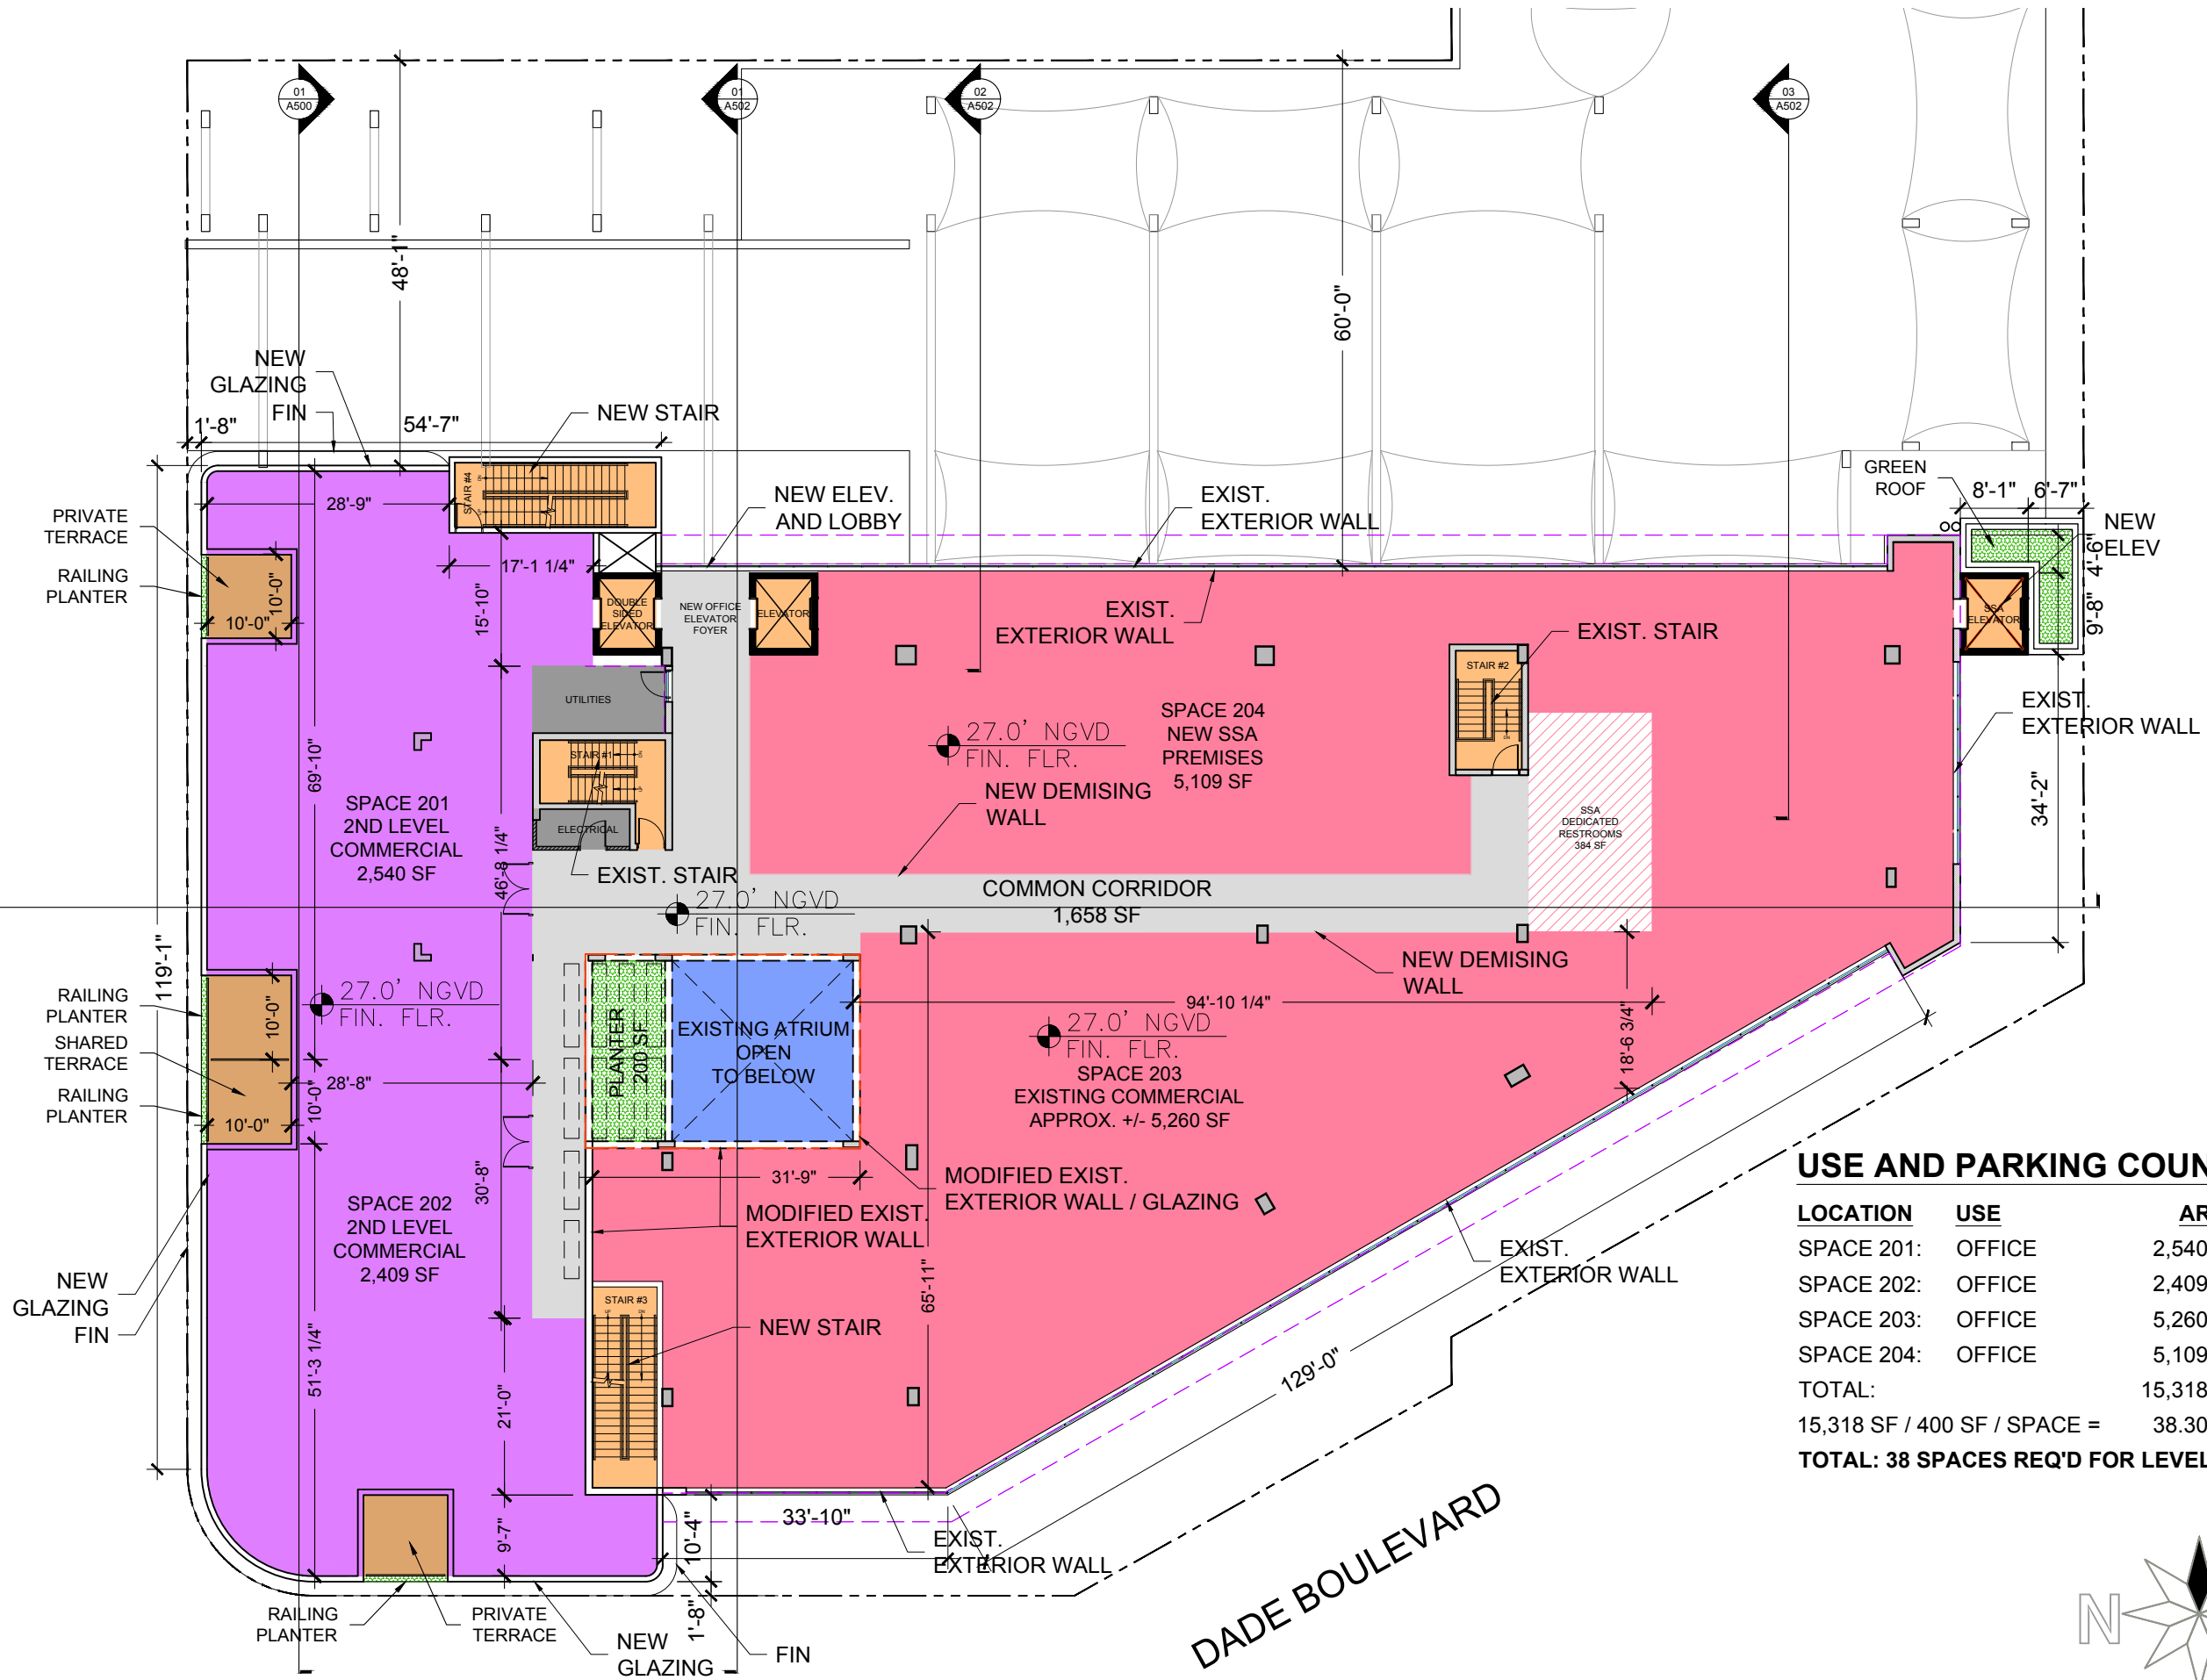 01
A500
01
A502
02
A502
03
A502
48'-1"
60'-0"
NEW
GLAZING
FIN
1'-8"
54'-7"
NEW STAIR
STAIR #4
28'-9"
NEW ELEV.
AND LOBBY
EXIST.
EXTERIOR WALL
GREEN
ROOF
8'-1"
6'-7"
NEW
ELEV
4'-6"
9'-8"
PRIVATE
TERRACE
RAILING
PLANTER
10'-0"
10'-0"
17'-1 1/4"
15'-10"
DOUBLE
SIDED
ELEVATOR
NEW OFFICE
ELEVATOR
FOYER
ELEVATOR
EXIST.
EXTERIOR WALL
EXIST. STAIR
SSA
ELEVATOR
STAIR #2
DN
UTILITIES
SPACE 204
NEW SSA
PREMISES
5,109 SF
27.0' NGVD
FIN. FLR.
EXIST.
EXTERIOR WALL
34'-2"
STAIR #1
69'-10"
NEW DEMISING
WALL
SPACE 201
2ND LEVEL
COMMERCIAL
2,540 SF
46'-8 1/4"
ELECTRICAL
SSA
DEDICATED
RESTROOMS
384 SF
EXIST. STAIR
COMMON CORRIDOR
1,658 SF
27.0' NGVD
FIN. FLR.
119'-1"
NEW DEMISING
WALL
RAILING
PLANTER
SHARED
TERRACE
RAILING
PLANTER
10'-0"
27.0' NGVD
FIN. FLR.
94'-10 1/4"
18'-6 3/4"
PLANTER
200 SF
EXISTING ATRIUM
OPEN
TO BELOW
27.0' NGVD
FIN. FLR.
SPACE 203
EXISTING COMMERCIAL
APPROX. +/- 5,260 SF
28'-8"
10'-0"
10'-0"
30'-8"
31'-9"
MODIFIED EXIST.
EXTERIOR WALL / GLAZING
MODIFIED EXIST.
EXTERIOR WALL
SPACE 202
2ND LEVEL
COMMERCIAL
2,409 SF
EXIST.
EXTERIOR WALL
65'-11"
NEW
GLAZING
FIN
STAIR #3
UP
DN
NEW STAIR
51'-3 1/4"
21'-0"
129'-0"
9'-7"
10'-4"
33'-10"
EXIST.
EXTERIOR WALL
1'-8"
RAILING
PLANTER
PRIVATE
TERRACE
NEW
GLAZING
FIN
DADE BOULEVARD
USE AND PARKING COUN
LOCATION USE AR
SPACE 201: OFFICE 2,540
SPACE 202: OFFICE 2,409
SPACE 203: OFFICE 5,260
SPACE 204: OFFICE 5,109
TOTAL: 15,318
15,318 SF / 400 SF / SPACE = 38.30
TOTAL: 38 SPACES REQ'D FOR LEVEL
N